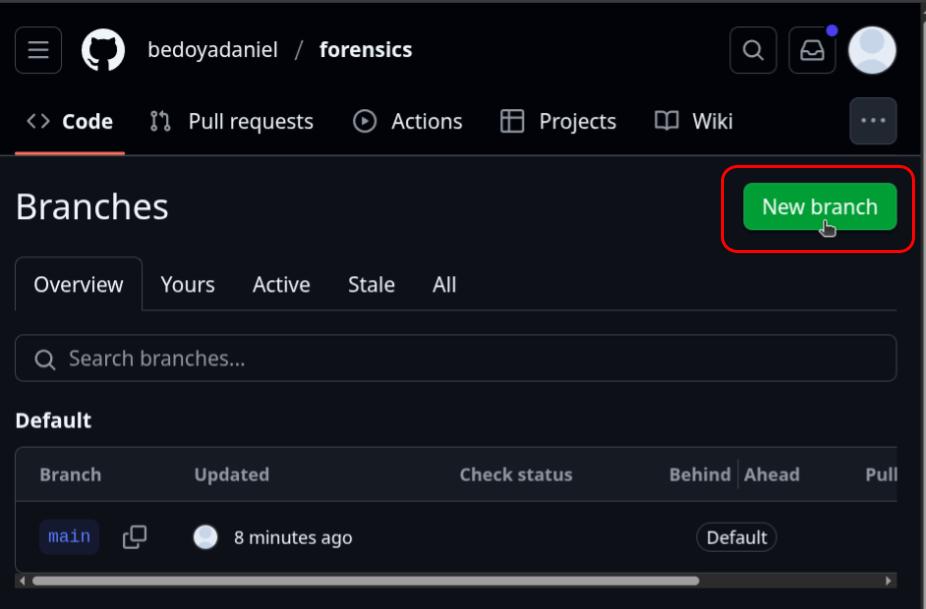 bedoyadaniel / forensics
Code Pull requests Actions Projects Wiki
Branches
New branch
Overview Yours Active Stale All
Search branches...
Default
Branch Updated Check status Behind Ahead Pull
main 8 minutes ago Default